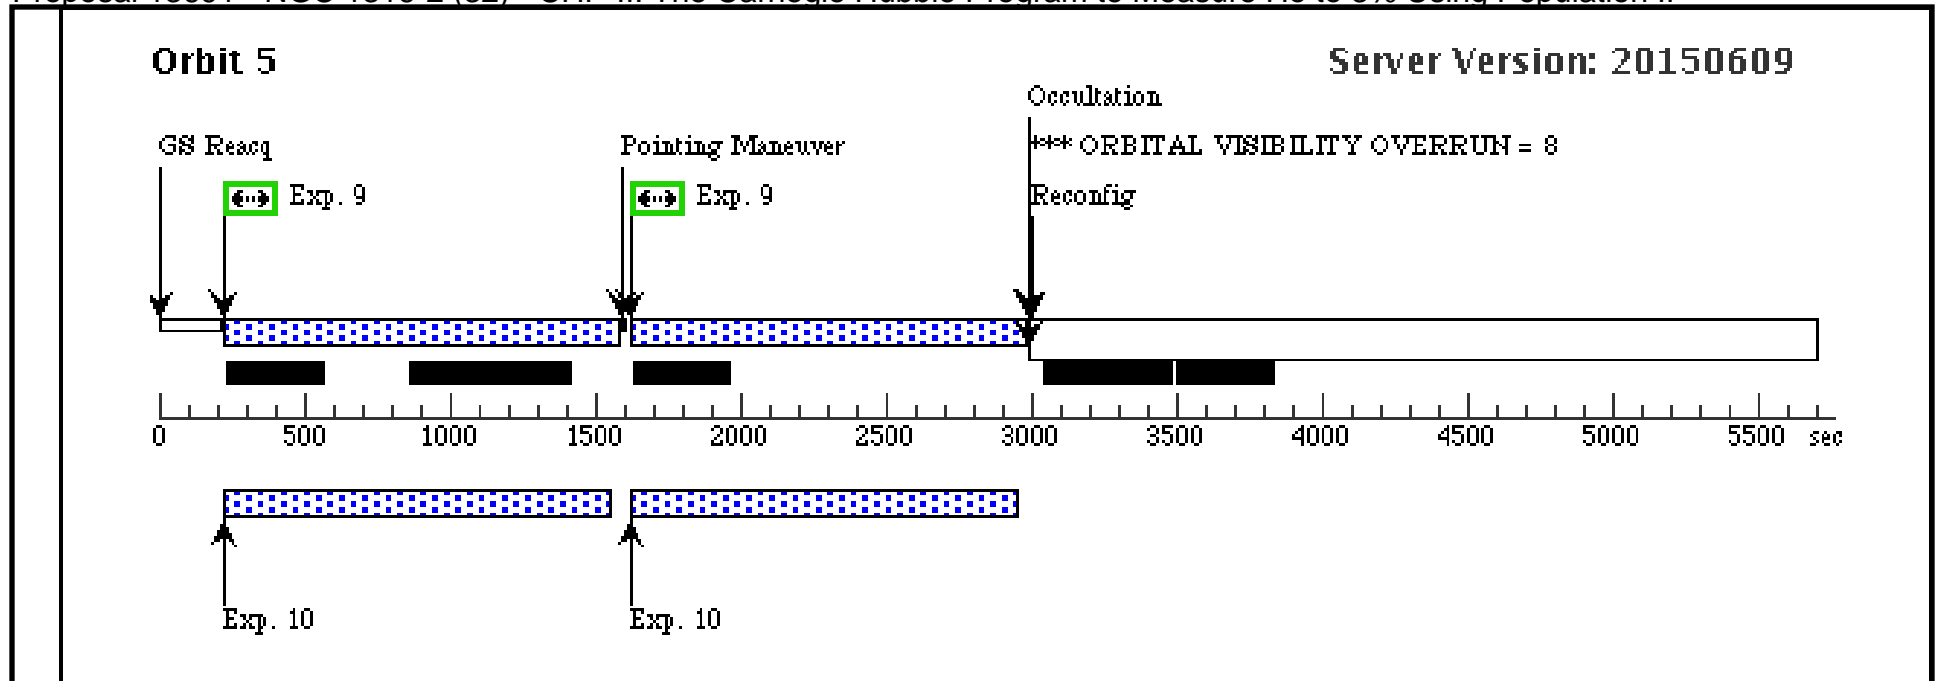 Orbit 5
Server Version: 20150609
Occultation
GS Reacq
Pointing Maneuver
*** ORBITAL VISIBILITY OVERRUN = 8
Exp. 9
Exp. 9
Reconfig
0 500 1000 1500 2000 2500 3000 3500 4000 4500 5000 5500 sec
Exp. 10
Exp. 10